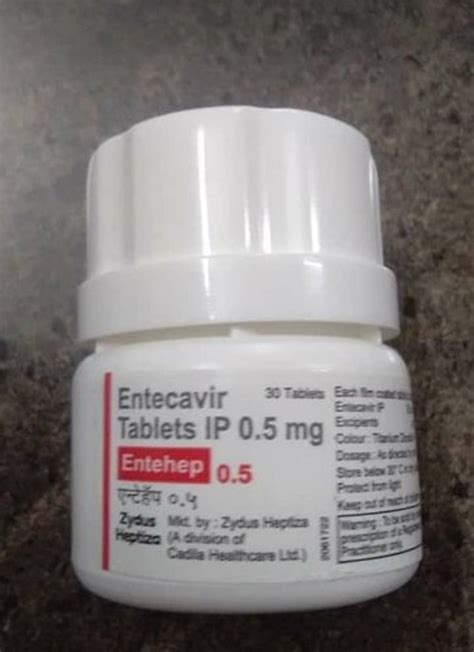 Entecavir
Tablets IP 0.5 mg
30 Tablets
Entehep 0.5
एन्टेहॅप ०.५
Zydus
Heptiza
Mkt. by : Zydus Heptiza
(A division of
Cadila Healthcare Ltd.)
Each film coated
Entecavir IP
Excipients
Colour : Titanium
Dosage : As directed
Store below 30° C
Protect from light
Keep out of reach of
Warning : To be sold
prescription of a
Practitioner only.